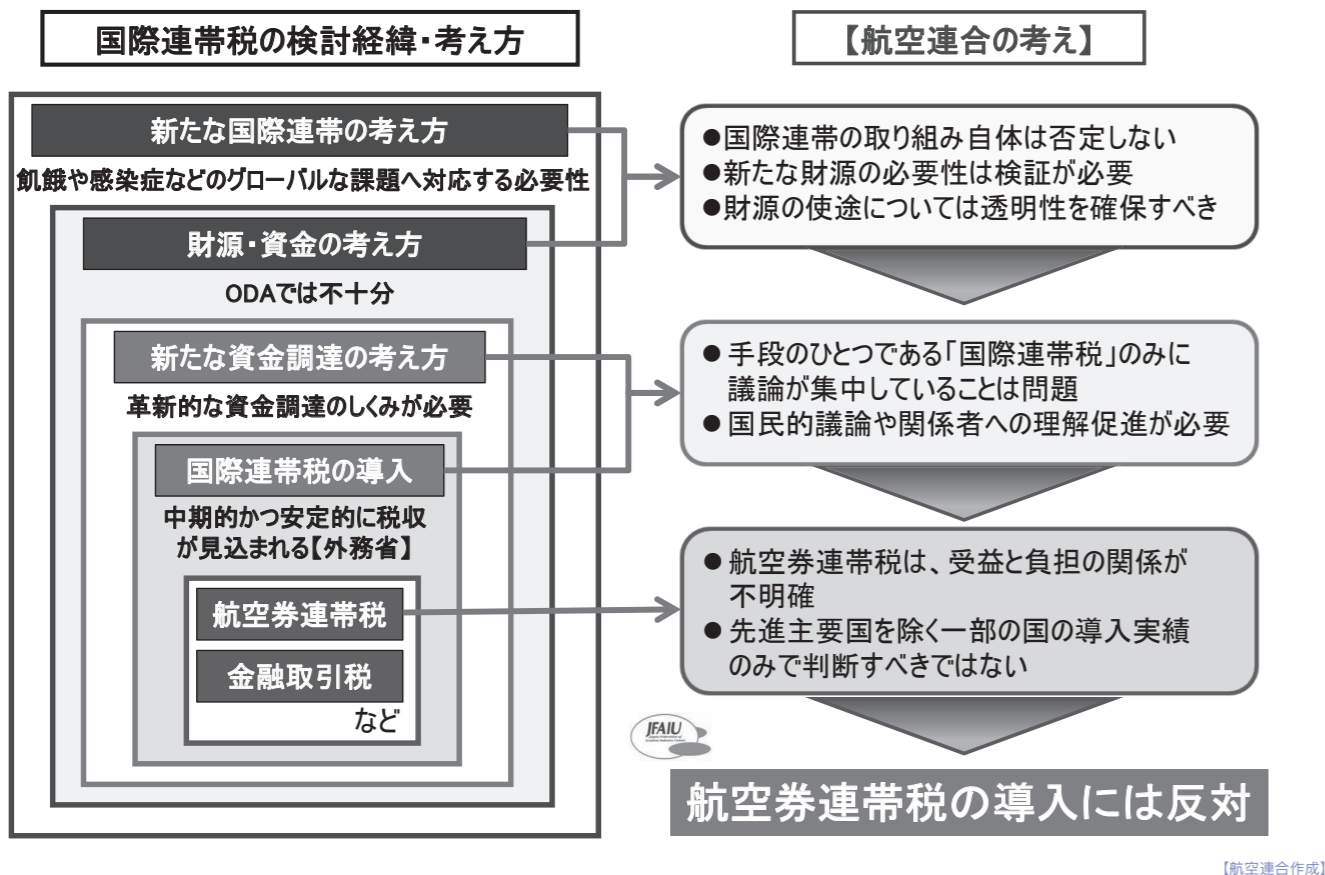 国際連帯税の検討経緯・考え方
新たな国際連帯の考え方
飢餓や感染症などのグローバルな課題へ対応する必要性
財源・資金の考え方
ODAでは不十分
新たな資金調達の考え方
革新的な資金調達のしくみが必要
国際連帯税の導入
中期的かつ安定的に税収
が見込まれる【外務省】
航空券連帯税
金融取引税
など
【航空連合の考え】
●国際連帯の取り組み自体は否定しない
●新たな財源の必要性は検証が必要
●財源の使途については透明性を確保すべき
● 手段のひとつである「国際連帯税」のみに
議論が集中していることは問題
● 国民的議論や関係者への理解促進が必要
● 航空券連帯税は、受益と負担の関係が
不明確
● 先進主要国を除く一部の国の導入実績
のみで判断すべきではない
JFAIU
航空券連帯税の導入には反対
【航空連合作成】